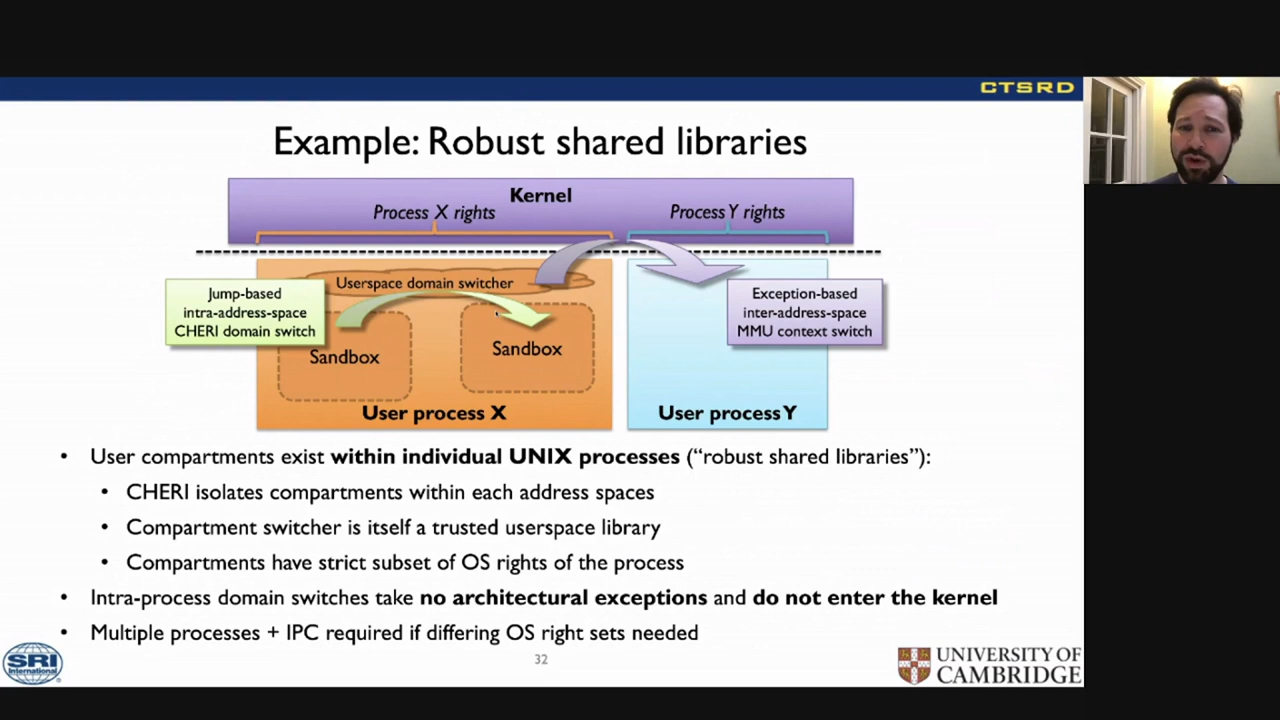 CTSRD
Example: Robust shared libraries
Kernel
Process X rights
Process Y rights
Userspace domain switcher
Jump-based
intra-address-space
CHERI domain switch
Exception-based
inter-address-space
MMU context switch
Sandbox
Sandbox
User process X
User process Y
• User compartments exist within individual UNIX processes (“robust shared libraries”):
• CHERI isolates compartments within each address spaces
• Compartment switcher is itself a trusted userspace library
• Compartments have strict subset of OS rights of the process
• Intra-process domain switches take no architectural exceptions and do not enter the kernel
• Multiple processes + IPC required if differing OS right sets needed
SRI
International
32
UNIVERSITY OF
CAMBRIDGE